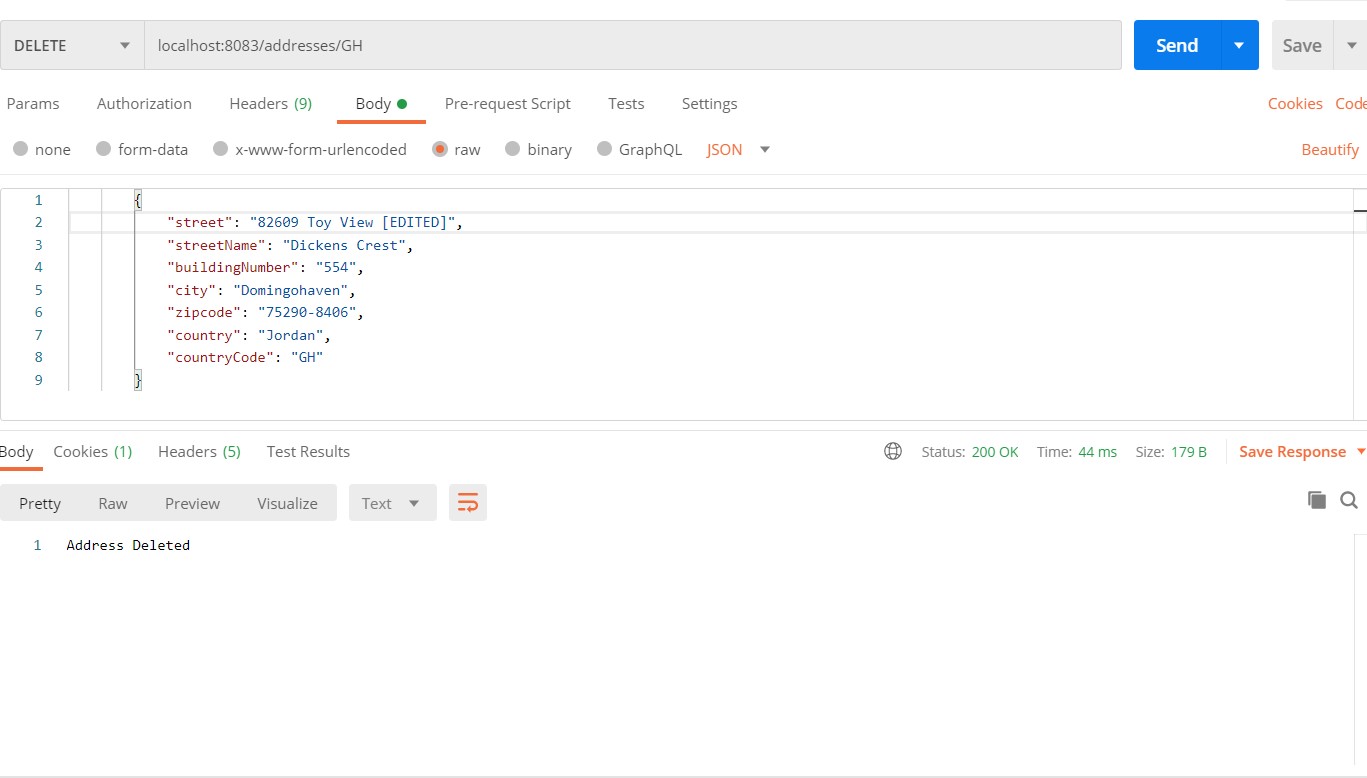 DELETE localhost:8083/addresses/GH Send Save
Params Authorization Headers (9) Body Pre-request Script Tests Settings Cookies Code
none form-data x-www-form-urlencoded raw binary GraphQL JSON Beautify
1 {
2 "street": "82609 Toy View [EDITED]",
3 "streetName": "Dickens Crest",
4 "buildingNumber": "554",
5 "city": "Domingohaven",
6 "zipcode": "75290-8406",
7 "country": "Jordan",
8 "countryCode": "GH"
9 }
Body Cookies (1) Headers (5) Test Results Status: 200 OK Time: 44 ms Size: 179 B Save Response
Pretty Raw Preview Visualize Text
1 Address Deleted